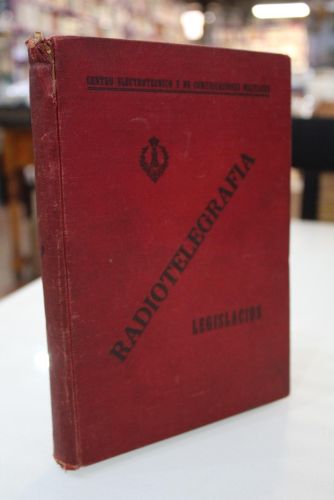 CENTRO ELECTROTECNICO Y DE COMUNICACIONES MILITARES
RADIOTELEGRAFIA
LEGISLACION